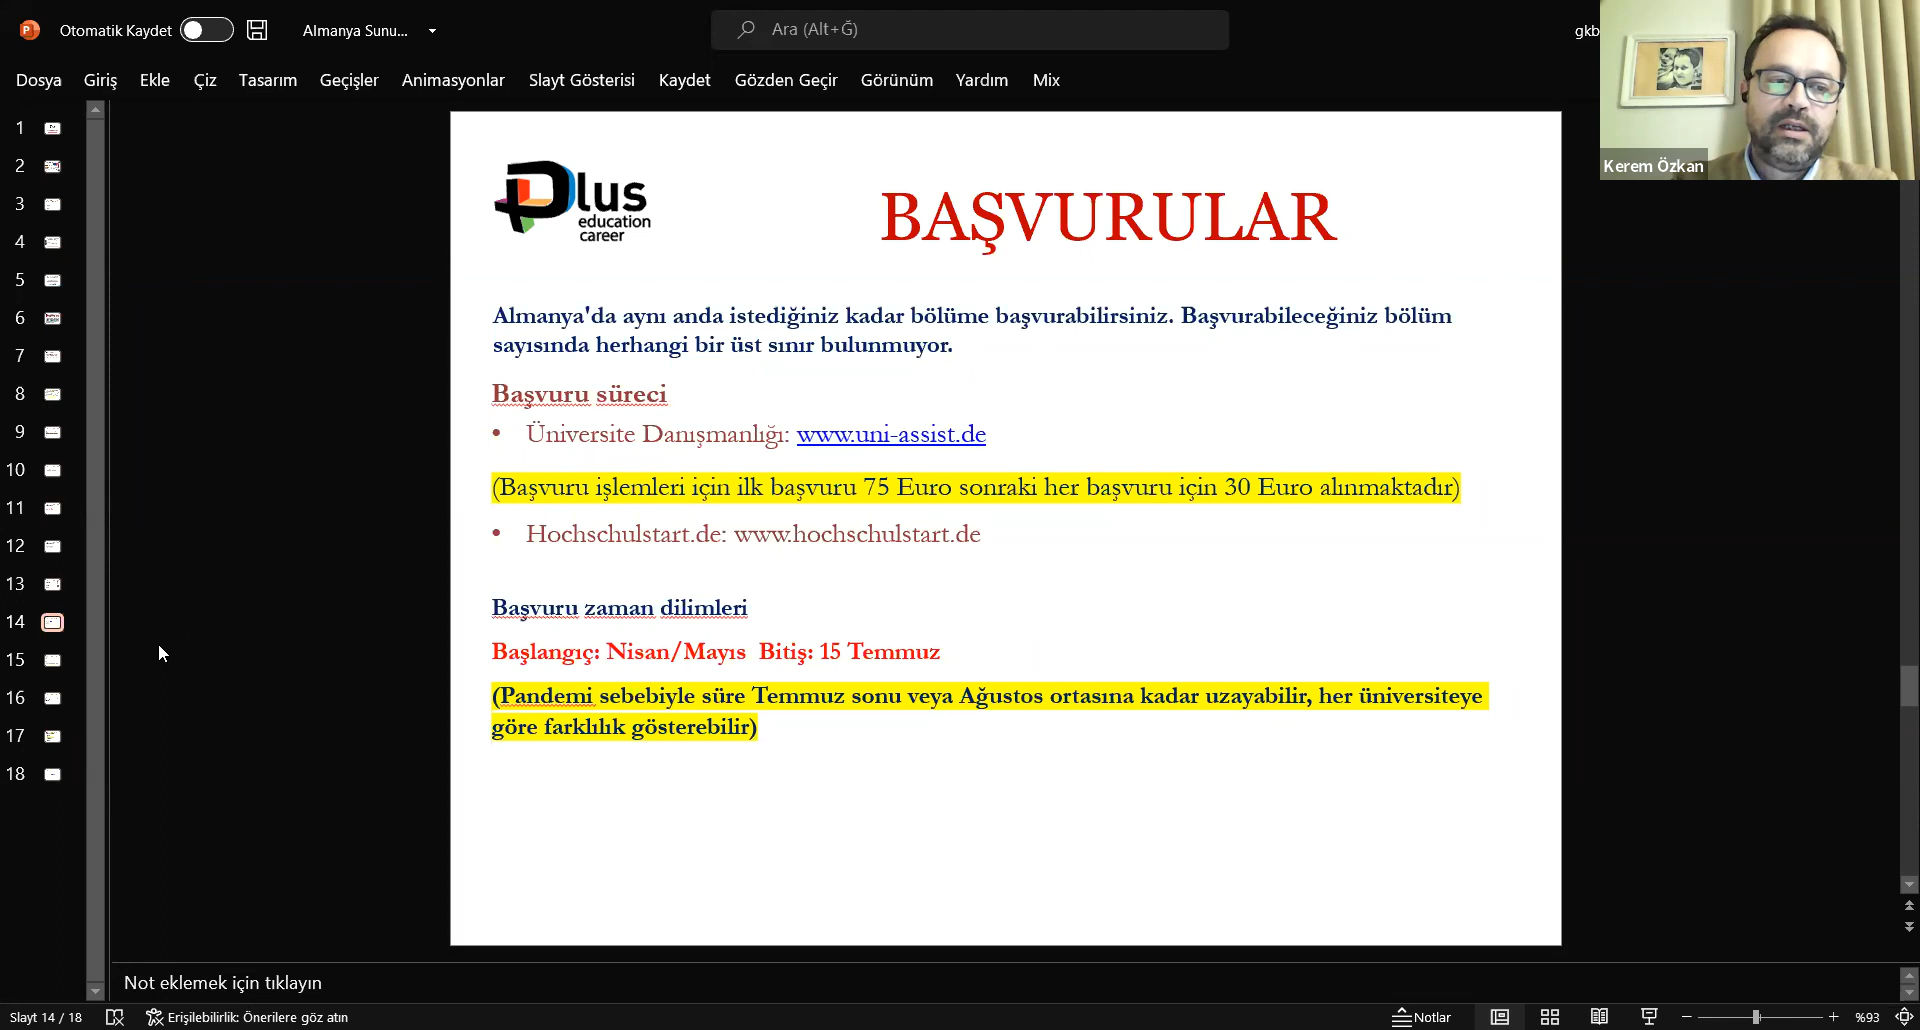 Otomatik Kaydet
Almanya Sunu...
Ara (Alt+Ğ)
gkb
Dosya Giriş Ekle Çiz Tasarım Geçişler Animasyonlar Slayt Gösterisi Kaydet Gözden Geçir Görünüm Yardım Mix
Kerem Özkan
1
2
3
4
5
6
7
8
9
10
11
12
13
14
15
16
17
18
Plus
education
career
BAŞVURULAR
Almanya'da aynı anda istediğiniz kadar bölüme başvurabilirsiniz. Başvurabileceğiniz bölüm
sayısında herhangi bir üst sınır bulunmuyor.
Başvuru süreci
• Üniversite Danışmanlığı: www.uni-assist.de
(Başvuru işlemleri için ilk başvuru 75 Euro sonraki her başvuru için 30 Euro alınmaktadır)
• Hochschulstart.de: www.hochschulstart.de
Başvuru zaman dilimleri
Başlangıç: Nisan/Mayıs Bitiş: 15 Temmuz
(Pandemi sebebiyle süre Temmuz sonu veya Ağustos ortasına kadar uzayabilir, her üniversiteye
göre farklılık gösterebilir)
Not eklemek için tıklayın
Slayt 14 / 18
Erişilebilirlik: Önerilere göz atın
Notlar
%93